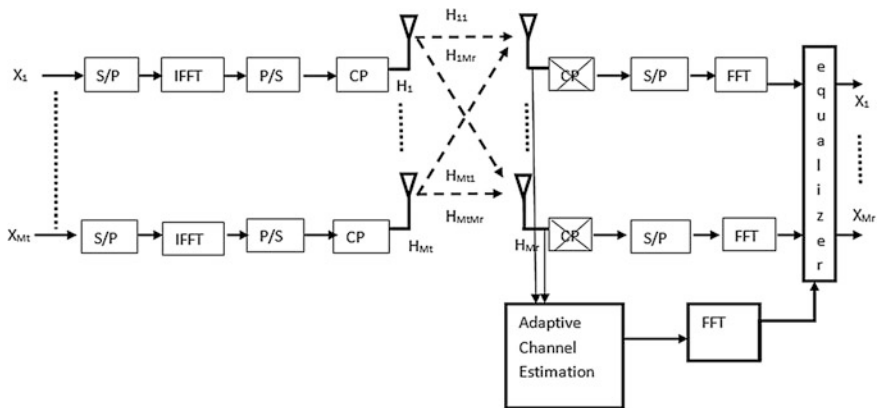 H₁₁
X₁ S/P IFFT P/S CP H₁ H₁Mr CP S/P FFT X₁
HMt1
XMt S/P IFFT P/S CP HMt HMtMr HMr CP S/P FFT XMr
equalizer
Adaptive
Channel
Estimation
FFT